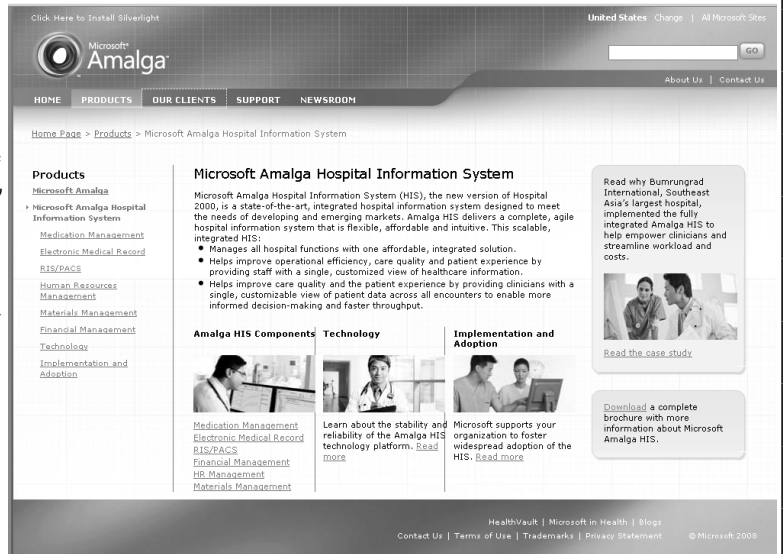 Click Here to Install Silverlight
United States Change | All Microsoft Sites
Microsoft®
Amalga™
GO
About Us | Contact Us
HOME PRODUCTS OUR CLIENTS SUPPORT NEWSROOM
Home Page > Products > Microsoft Amalga Hospital Information System
Products
Microsoft Amalga
Microsoft Amalga Hospital
Information System
Medication Management
Electronic Medical Record
RIS/PACS
Human Resources
Management
Materials Management
Financial Management
Technology
Implementation and
Adoption
Microsoft Amalga Hospital Information System
Microsoft Amalga Hospital Information System (HIS), the new version of Hospital
2000, is a state-of-the-art, integrated hospital information system designed to meet
the needs of developing and emerging markets. Amalga HIS delivers a complete, agile
hospital information system that is flexible, affordable and intuitive. This scalable,
integrated HIS:
• Manages all hospital functions with one affordable, integrated solution.
• Helps improve operational efficiency, care quality and patient experience by
providing staff with a single, customized view of healthcare information.
• Helps improve care quality and the patient experience by providing clinicians with a
single, customizable view of patient data across all encounters to enable more
informed decision-making and faster throughput.
Amalga HIS Components
Medication Management
Electronic Medical Record
RIS/PACS
Financial Management
HR Management
Materials Management
Technology
Learn about the stability and
reliability of the Amalga HIS
technology platform. Read
more
Implementation and
Adoption
Microsoft supports your
organization to foster
widespread adoption of the
HIS. Read more
Read why Bumrungrad
International, Southeast
Asia's largest hospital,
implemented the fully
integrated Amalga HIS to
help empower clinicians and
streamline workload and
costs.
Read the case study
Download a complete
brochure with more
information about Microsoft
Amalga HIS.
HealthVault | Microsoft in Health | Blogs
Contact Us | Terms of Use | Trademarks | Privacy Statement
© Microsoft 2008